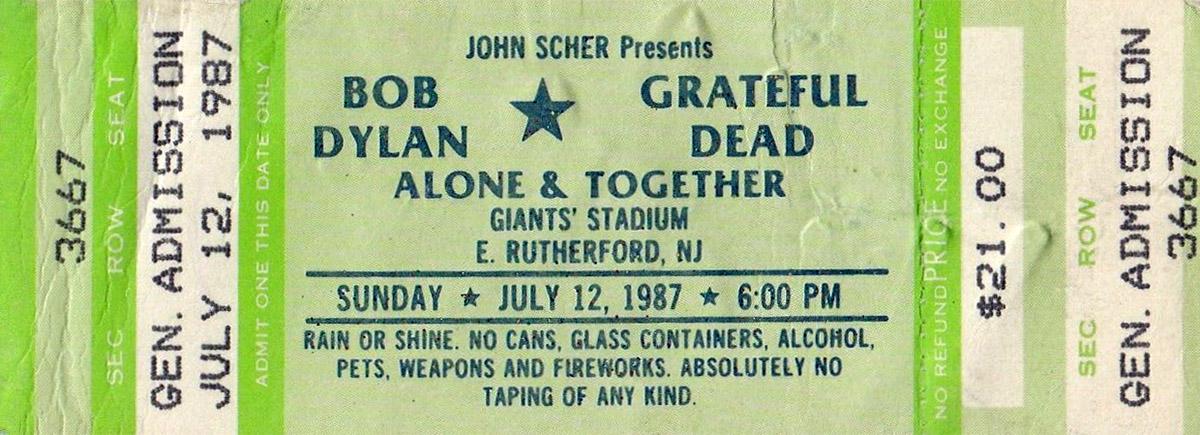 3667
SEC ROW SEAT
GEN. ADMISSION
JULY 12, 1987
ADMIT ONE THIS DATE ONLY
JOHN SCHER Presents
BOB ★ GRATEFUL
DYLAN DEAD
ALONE & TOGETHER
GIANTS' STADIUM
E. RUTHERFORD, NJ
SUNDAY ★ JULY 12, 1987 ★ 6:00 PM
RAIN OR SHINE. NO CANS, GLASS CONTAINERS, ALCOHOL,
PETS, WEAPONS AND FIREWORKS. ABSOLUTELY NO
TAPING OF ANY KIND.
NO REFUND PRICE NO EXCHANGE
$21.00
SEC ROW SEAT
GEN. ADMISSION
3667